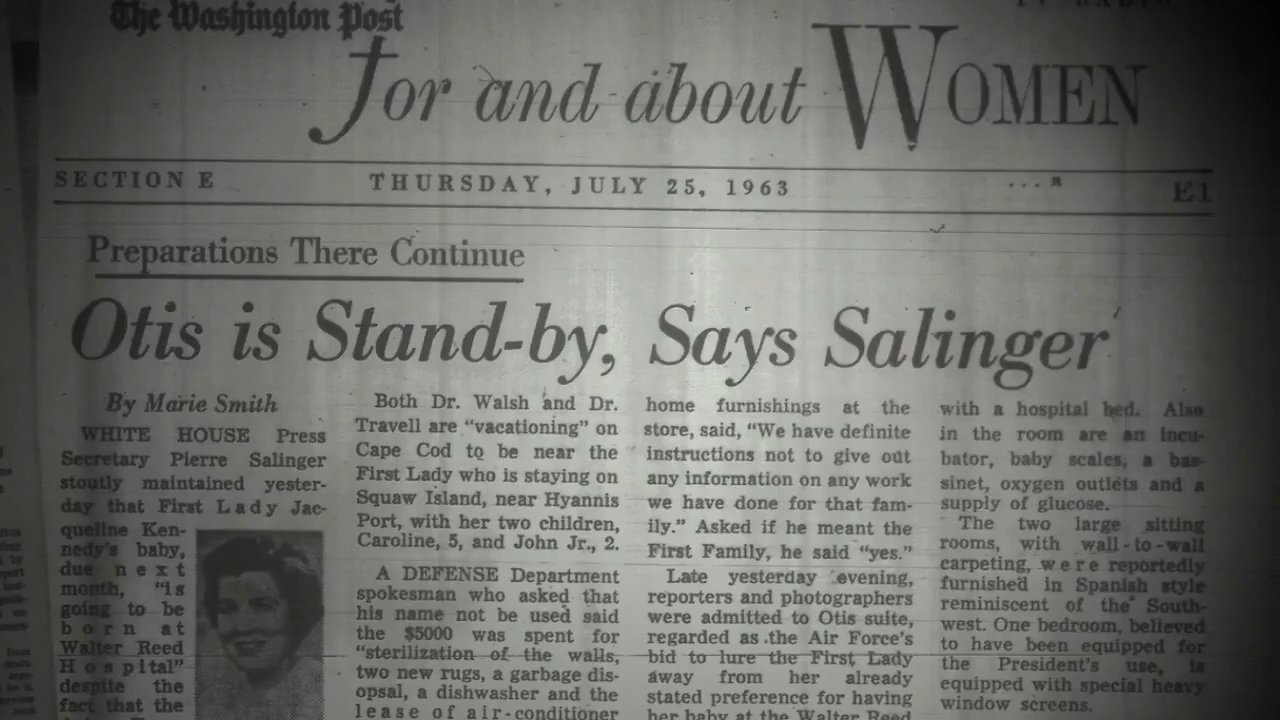 The Washington Post
for and about WOMEN
SECTION E THURSDAY, JULY 25, 1963 E1
Preparations There Continue
Otis is Stand-by, Says Salinger
By Marie Smith
WHITE HOUSE Press
Secretary Pierre Salinger
stoutly maintained yester-
day that First Lady Jac-
queline Ken-
nedy's baby,
due next
month, "is
going to be
born at
Walter Reed
Hospital"
despite the
fact that the
Both Dr. Walsh and Dr.
Travell are "vacationing" on
Cape Cod to be near the
First Lady who is staying on
Squaw Island, near Hyannis
Port, with her two children,
Caroline, 5, and John Jr., 2.
A DEFENSE Department
spokesman who asked that
his name not be used said
the $5000 was spent for
"sterilization of the walls,
two new rugs, a garbage dis-
opsal, a dishwasher and the
lease of air-conditioner
home furnishings at the
store, said, "We have definite
instructions not to give out
any information on any work
we have done for that fam-
ily." Asked if he meant the
First Family, he said "yes."
Late yesterday evening,
reporters and photographers
were admitted to Otis suite,
regarded as the Air Force's
bid to lure the First Lady
away from her already
stated preference for having
her baby at the Walter Reed
with a hospital bed. Also
in the room are an incu-
bator, baby scales, a bas-
sinet, oxygen outlets and a
supply of glucose.
The two large sitting
rooms, with wall-to-wall
carpeting, were reportedly
furnished in Spanish style
reminiscent of the South-
west. One bedroom, believed
to have been equipped for
the President's use, is
equipped with special heavy
window screens.